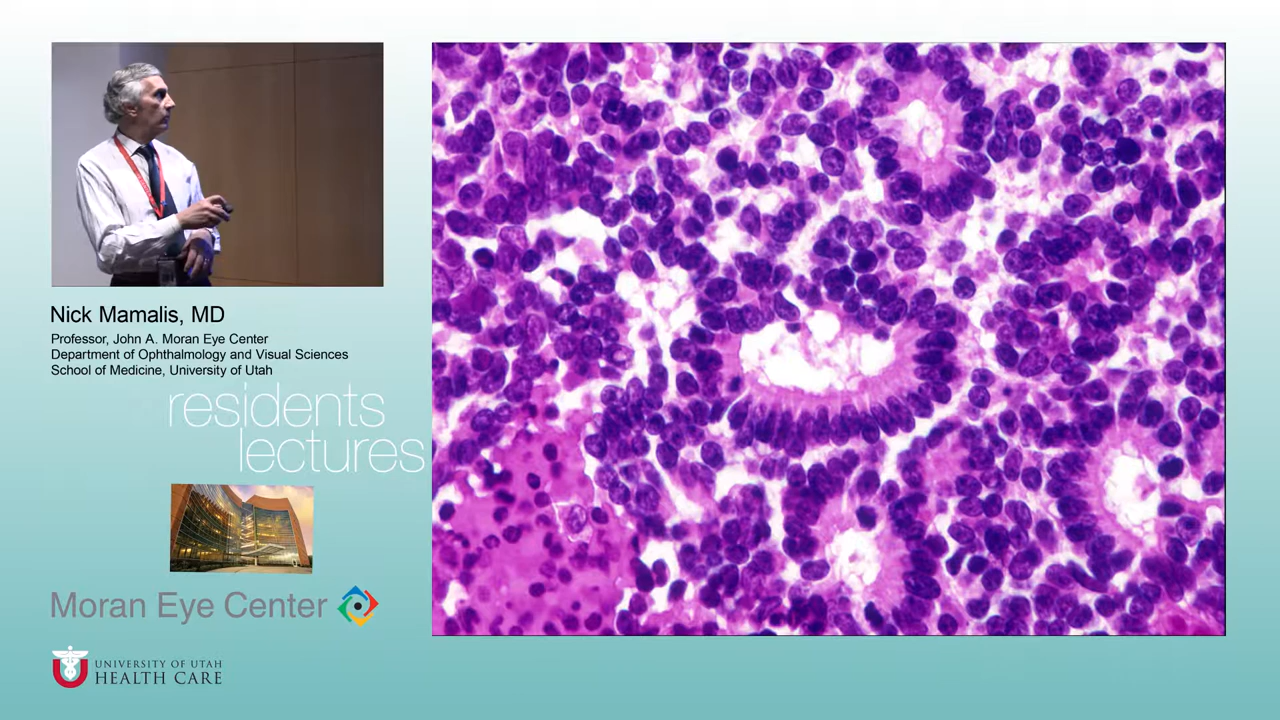 Nick Mamalis, MD
Professor, John A. Moran Eye Center
Department of Ophthalmology and Visual Sciences
School of Medicine, University of Utah
residents
lectures
Moran Eye Center
UNIVERSITY OF UTAH
HEALTH CARE